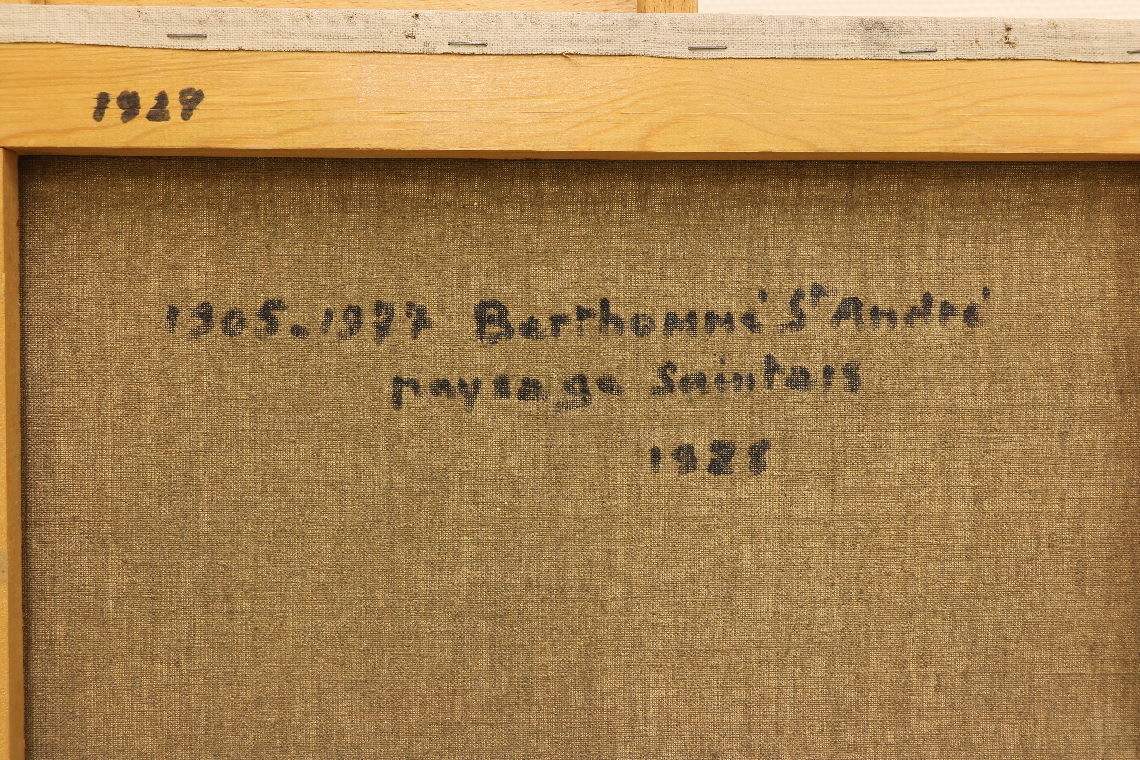 1929
1905.1977 Berthommé St André
paysage Saintais
1928